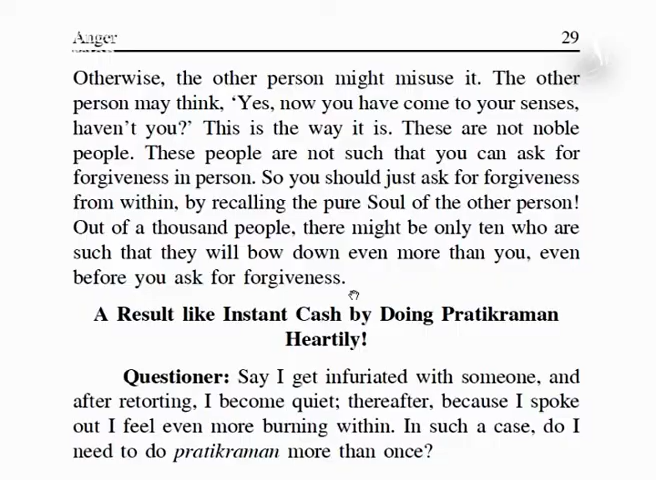 Anger 29
Otherwise, the other person might misuse it. The other
person may think, ‘Yes, now you have come to your senses,
haven’t you?’ This is the way it is. These are not noble
people. These people are not such that you can ask for
forgiveness in person. So you should just ask for forgiveness
from within, by recalling the pure Soul of the other person!
Out of a thousand people, there might be only ten who are
such that they will bow down even more than you, even
before you ask for forgiveness.
A Result like Instant Cash by Doing Pratikraman
Heartily!
Questioner: Say I get infuriated with someone, and
after retorting, I become quiet; thereafter, because I spoke
out I feel even more burning within. In such a case, do I
need to do pratikraman more than once?